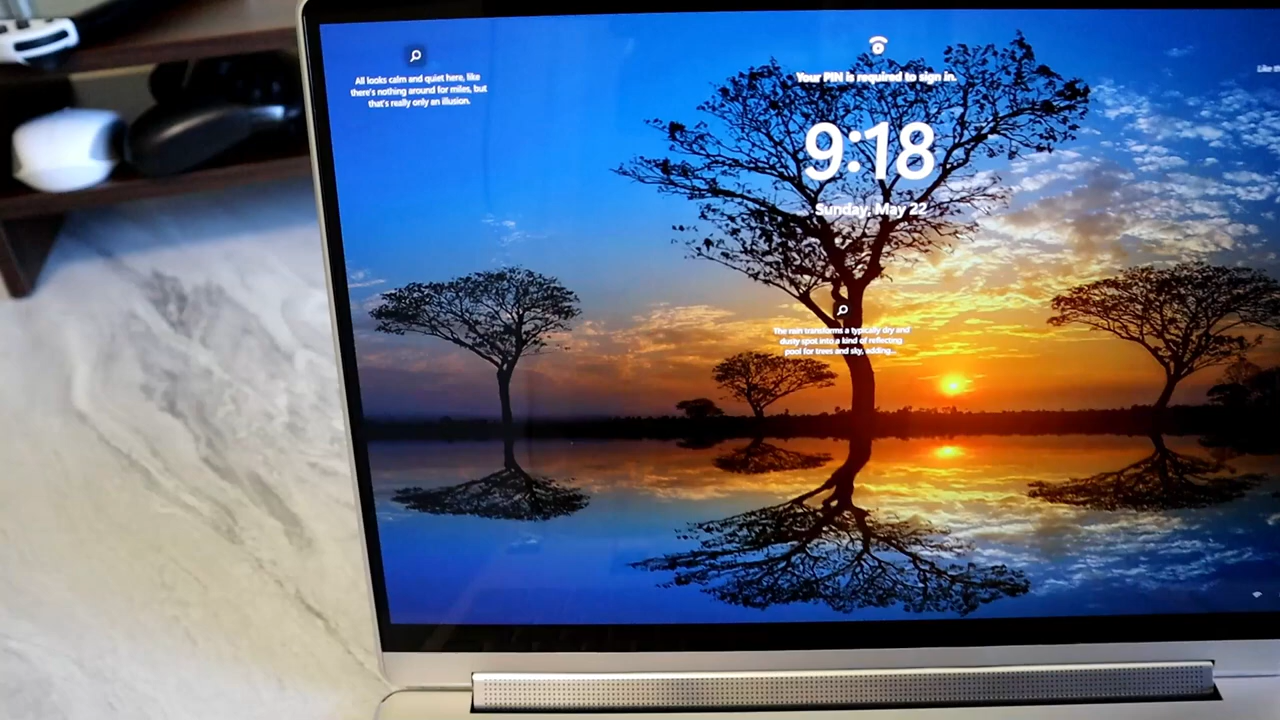 All looks calm and quiet here, like
there's nothing around for miles, but
that's really only an illusion.
Your PIN is required to sign in.
Like th
9:18
Sunday, May 22
The rain transforms a typically dry and
dusty spot into a kind of reflecting
pool for trees and sky, adding...